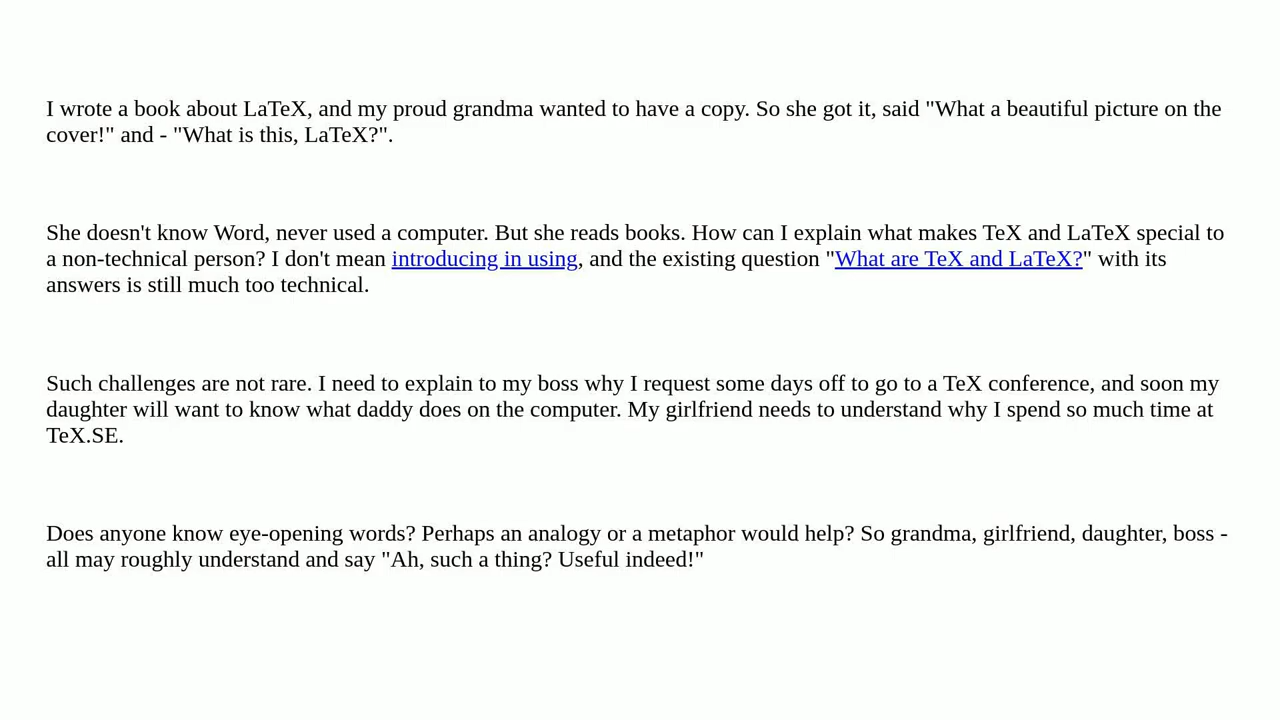 I wrote a book about LaTeX, and my proud grandma wanted to have a copy. So she got it, said "What a beautiful picture on the
cover!" and - "What is this, LaTeX?".
She doesn't know Word, never used a computer. But she reads books. How can I explain what makes TeX and LaTeX special to
a non-technical person? I don't mean introducing in using, and the existing question "What are TeX and LaTeX?" with its
answers is still much too technical.
Such challenges are not rare. I need to explain to my boss why I request some days off to go to a TeX conference, and soon my
daughter will want to know what daddy does on the computer. My girlfriend needs to understand why I spend so much time at
TeX.SE.
Does anyone know eye-opening words? Perhaps an analogy or a metaphor would help? So grandma, girlfriend, daughter, boss -
all may roughly understand and say "Ah, such a thing? Useful indeed!"